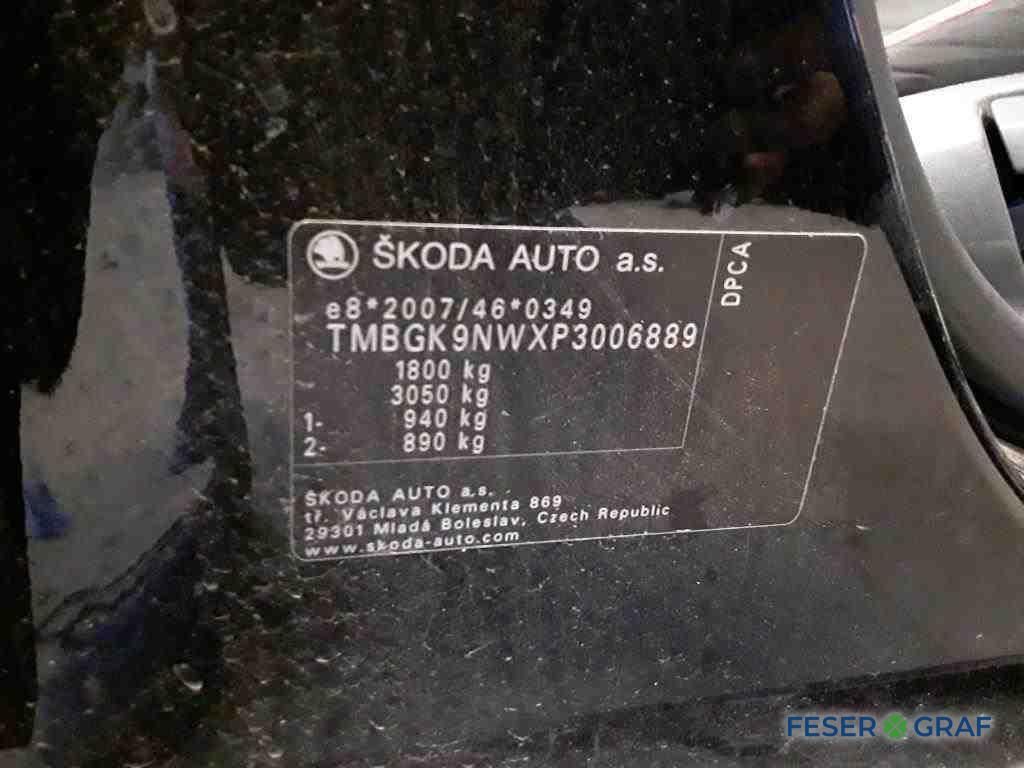 ŠKODA AUTO a.s.
DPCA
e8*2007/46*0349
TMBGK9NWXP3006889
1800 kg
3050 kg
1- 940 kg
2- 890 kg
ŠKODA AUTO a.s.
tř. Václava Klementa 869
29301 Mladá Boleslav, Czech Republic
www.skoda-auto.com
FESER GRAF